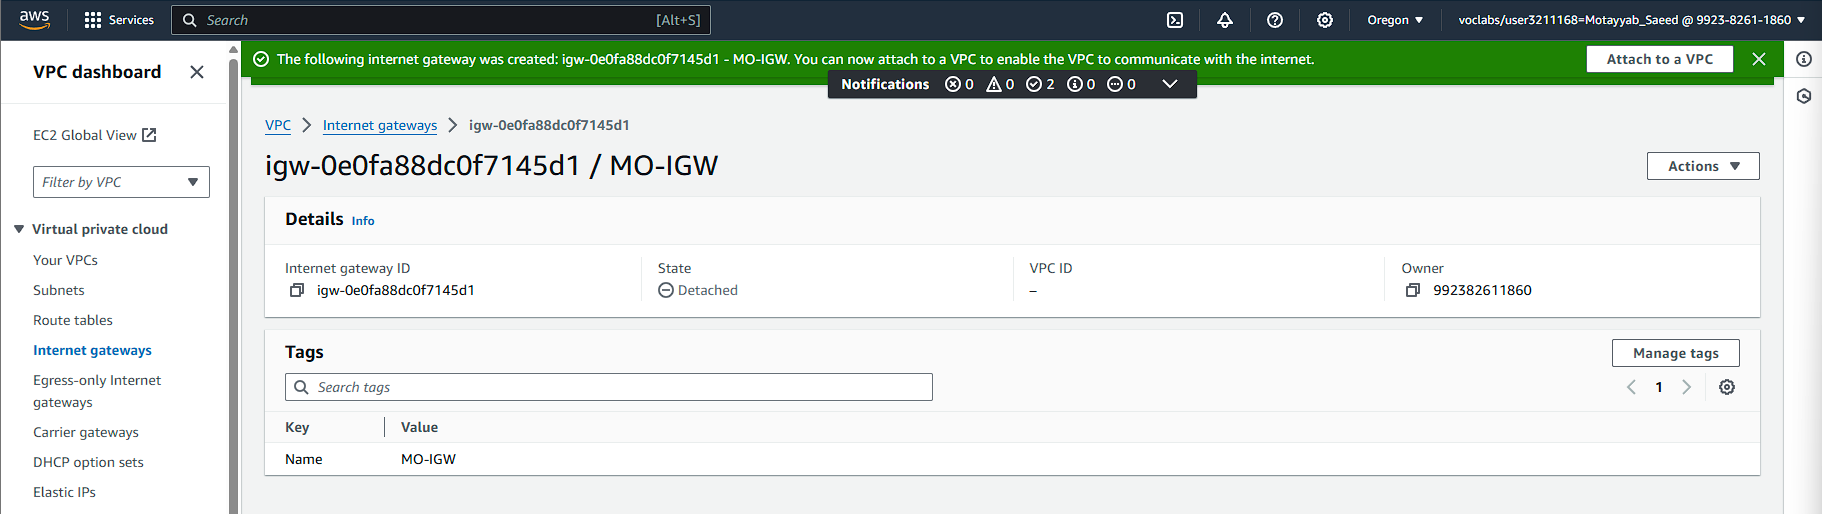 aws
Services
Search
[Alt+S]
Oregon
voclabs/user3211168=Motayyab_Saeed @ 9923-8261-1860
VPC dashboard
EC2 Global View
Filter by VPC
Virtual private cloud
Your VPCs
Subnets
Route tables
Internet gateways
Egress-only Internet
gateways
Carrier gateways
DHCP option sets
Elastic IPs
The following internet gateway was created: igw-0e0fa88dc0f7145d1 - MO-IGW. You can now attach to a VPC to enable the VPC to communicate with the internet.
Attach to a VPC
Notifications 0 0 2 0 0
VPC > Internet gateways > igw-0e0fa88dc0f7145d1
igw-0e0fa88dc0f7145d1 / MO-IGW
Actions
Details Info
Internet gateway ID
igw-0e0fa88dc0f7145d1
State
Detached
VPC ID
–
Owner
992382611860
Tags
Manage tags
Search tags
1
Key Value
Name MO-IGW